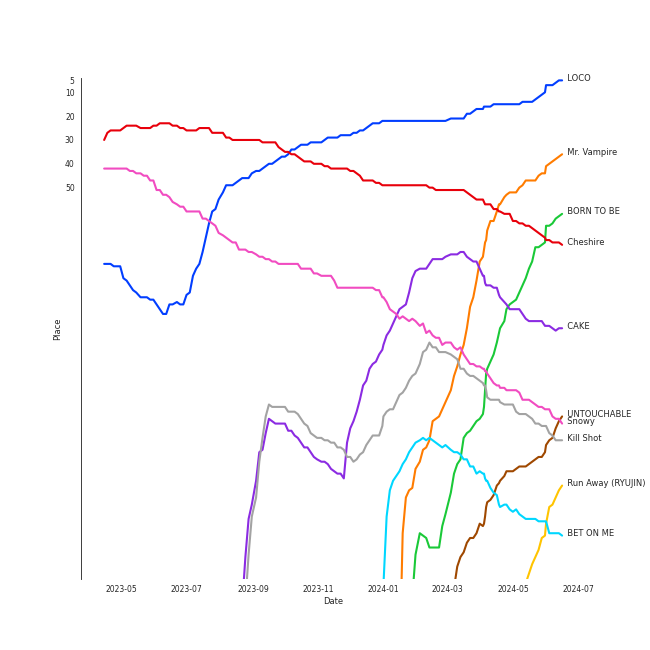 5
10
20
30
40
50
Place
LOCO
Mr. Vampire
BORN TO BE
Cheshire
CAKE
UNTOUCHABLE
Snowy
Kill Shot
Run Away (RYUJIN)
BET ON ME
2023-05 2023-07 2023-09 2023-11 2024-01 2024-03 2024-05 2024-07
Date